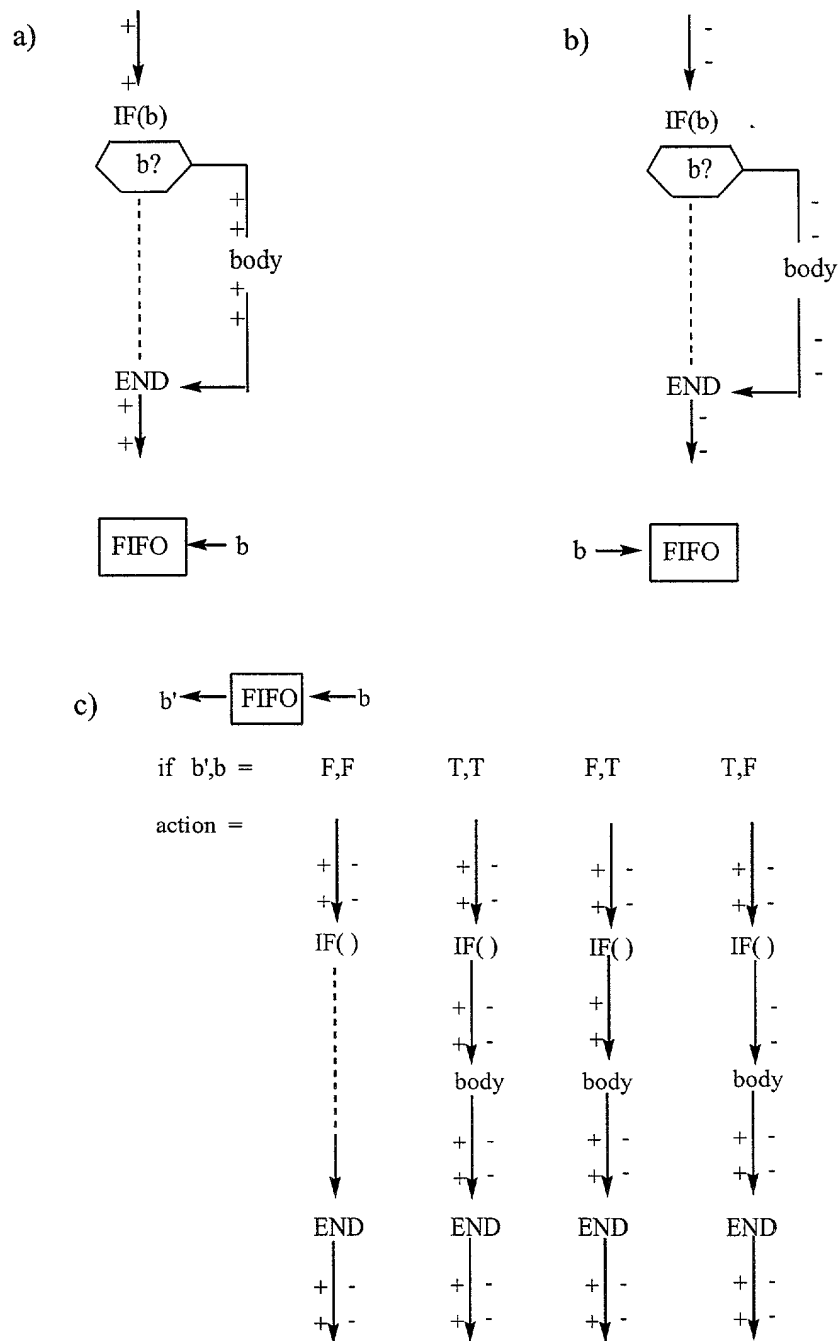 a) b)
+ -
+ -
IF(b) IF(b)
b? b?
+ -
+ -
body body
+ -
+ -
END END
+ -
+ -
FIFO b
b FIFO
c) b' FIFO b
if b',b = F,F T,T F,T T,F
action =
+ - + - + - + -
+ - + - + - + -
IF( ) IF( ) IF( ) IF( )
+ - + -
+ - + -
body body body
+ - + - + -
+ - + - + -
END END END END
+ - + - + - + -
+ - + - + - + -